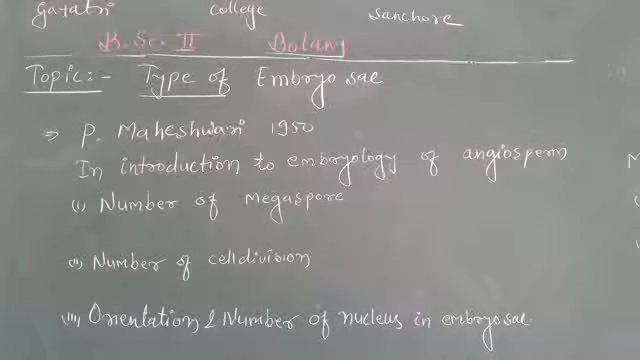 Gayatri college Sanchore
B.Sc. II Botany
Topic:- Type of Embryo sac
⇒ P. Maheshwari 1950
In introduction to embryology of angiosperm
(i) Number of Megaspore
(ii) Number of celldivision
(iii) Orientation & Number of nucleus in embryosac